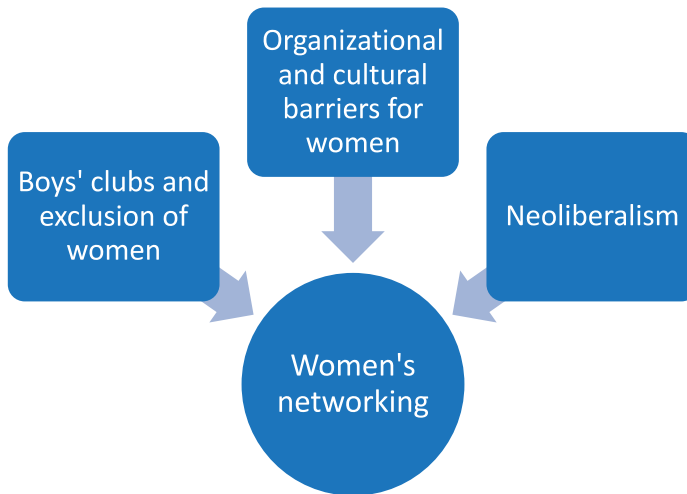 Organizational
and cultural
barriers for
women
Boys' clubs and
exclusion of
women
Neoliberalism
Women's
networking